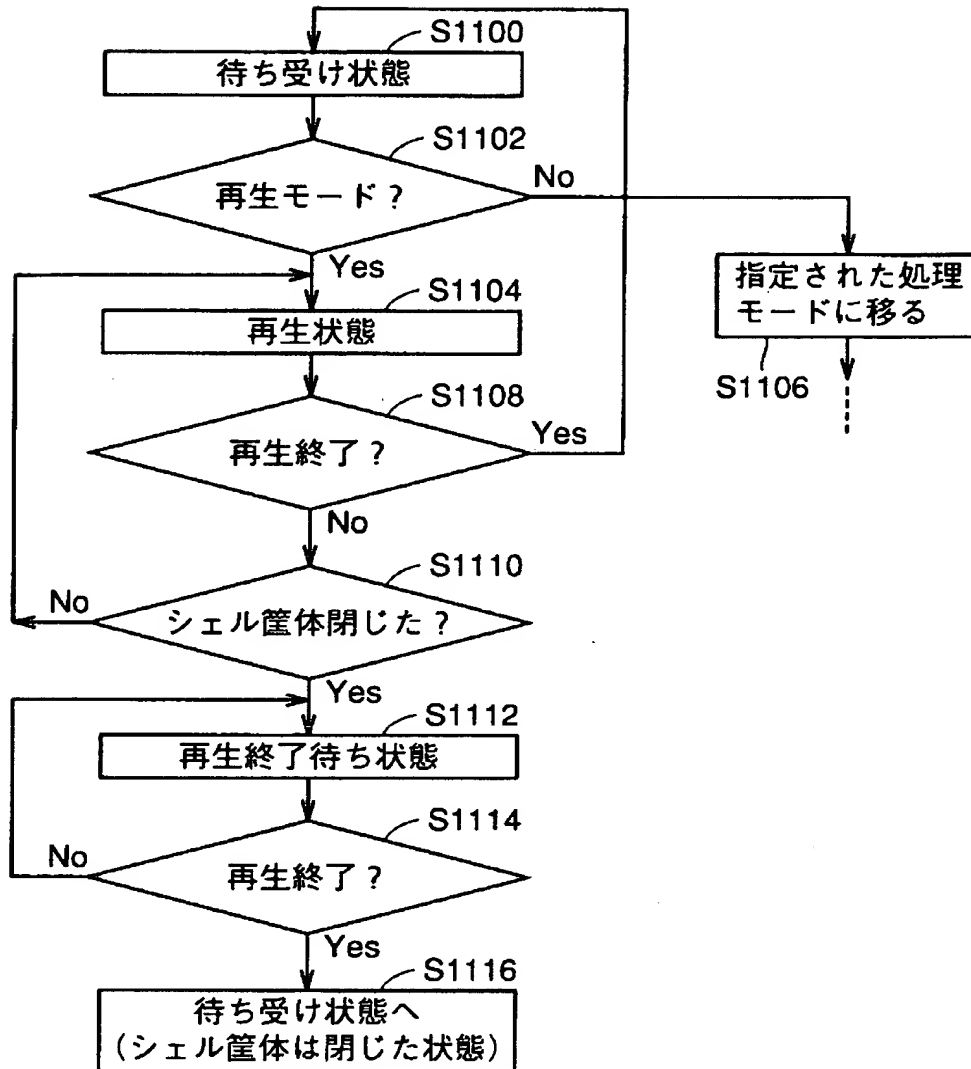 S1100
待ち受け状態
S1102
再生モード?
No
Yes
S1104
再生状態
指定された処理
モードに移る
S1106
S1108
再生終了?
Yes
No
S1110
シェル筐体閉じた?
No
Yes
S1112
再生終了待ち状態
S1114
再生終了?
No
Yes
S1116
待ち受け状態へ
(シェル筐体は閉じた状態)